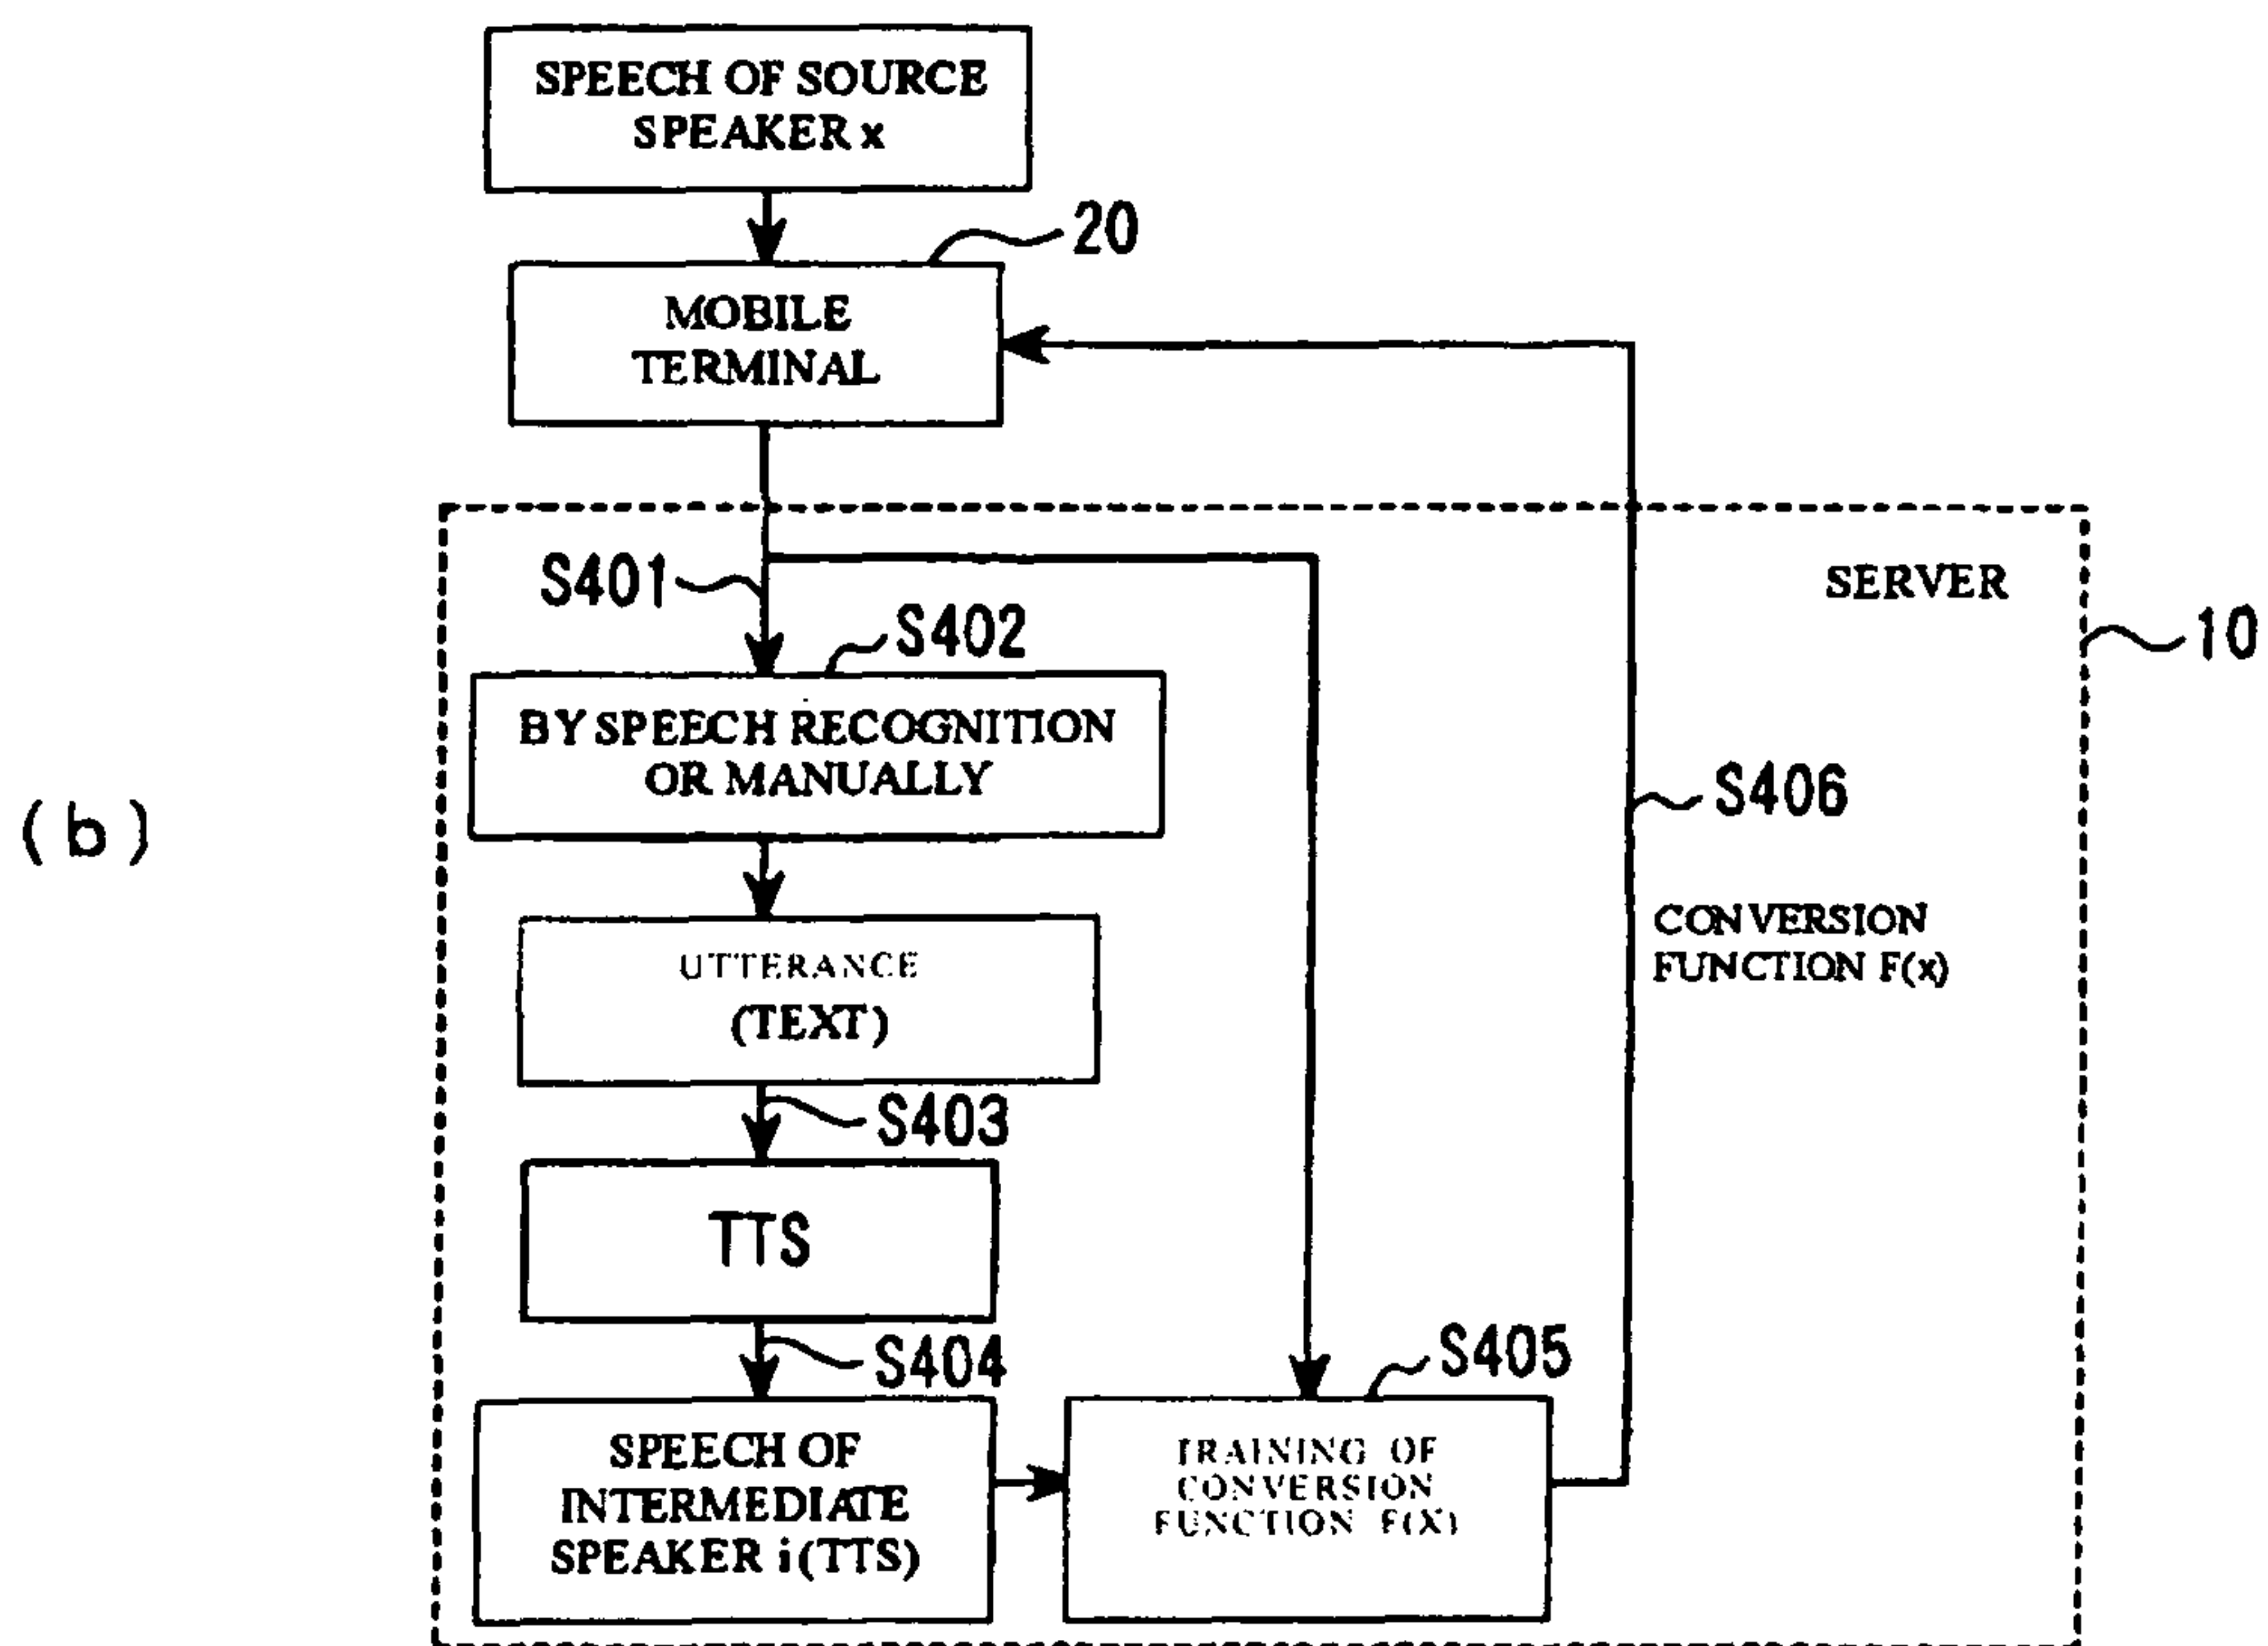 SPEECH OF SOURCE
SPEAKER x
20
MOBILE
TERMINAL
SERVER
10
S401
S402
BY SPEECH RECOGNITION
OR MANUALLY
S406
(b)
CONVERSION
FUNCTION F(x)
UTTERANCE
(TEXT)
S403
TTS
S404
S405
SPEECH OF
INTERMEDIATE
SPEAKER i(TTS)
TRAINING OF
CONVERSION
FUNCTION F(X)